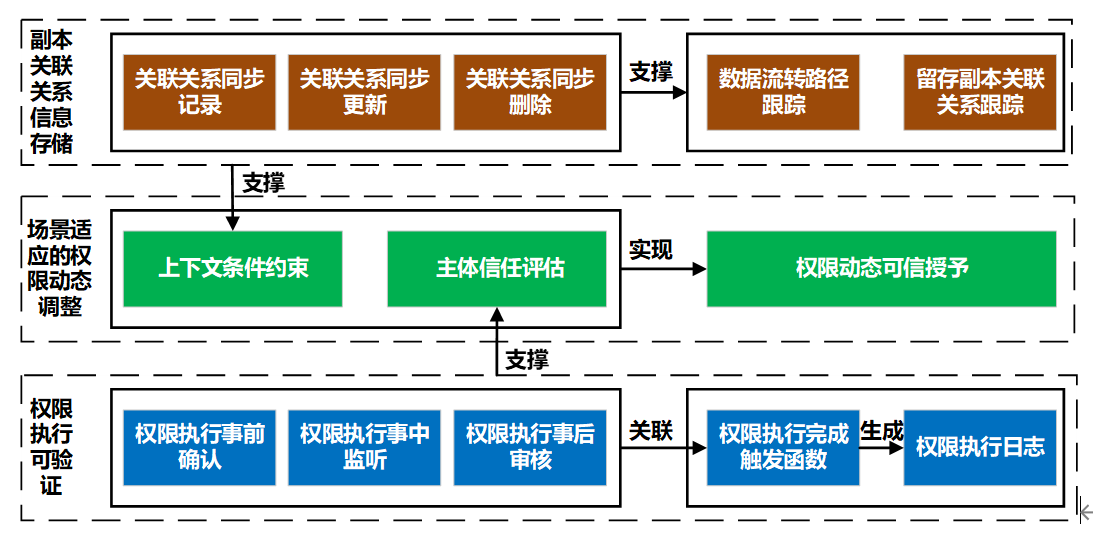 副本
关联
关系
信息
存储
关联关系同步
记录
关联关系同步
更新
关联关系同步
删除
支撑
数据流转路径
跟踪
留存副本关联
关系跟踪
支撑
场景适
应的权
限动态
调整
上下文条件约束
主体信任评估
实现
权限动态可信授予
支撑
权限
执行
可验
证
权限执行事前
确认
权限执行事中
监听
权限执行事后
审核
关联
权限执行完成
触发函数
生成
权限执行日志